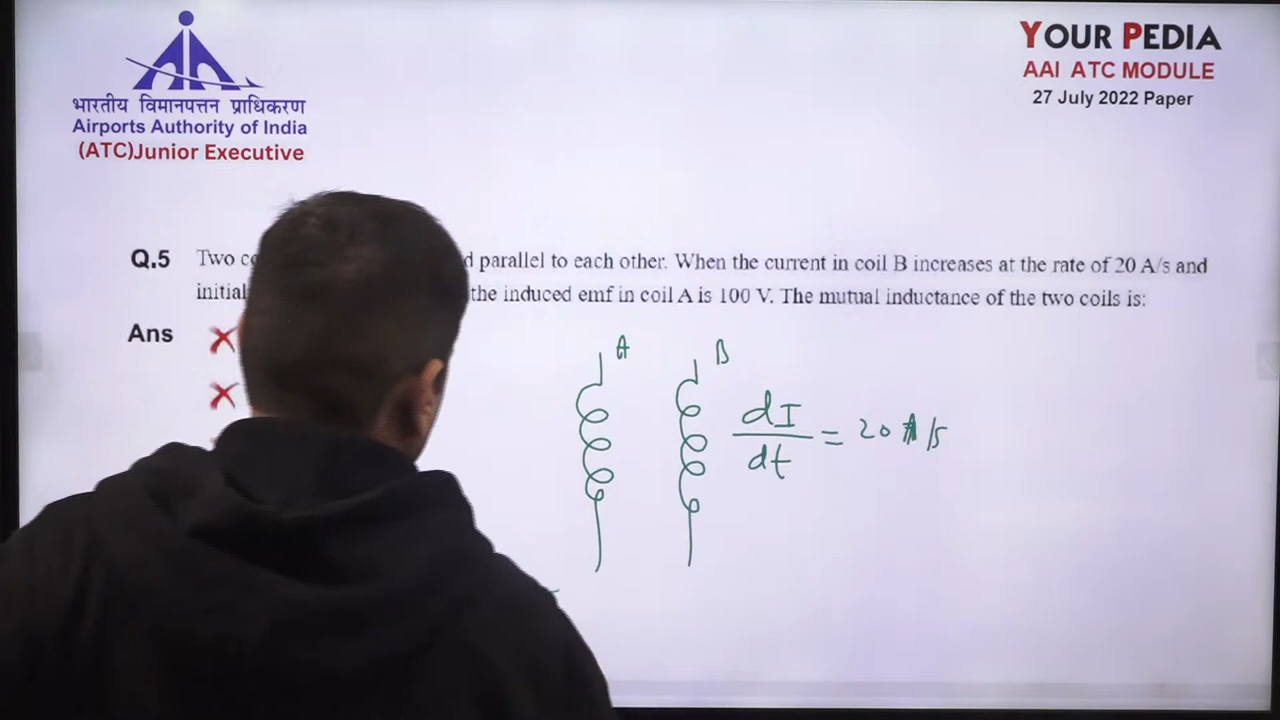 भारतीय विमानपत्तन प्राधिकरण
Airports Authority of India
(ATC)Junior Executive
YOUR PEDIA
AAI ATC MODULE
27 July 2022 Paper
Q.5 Two parallel to each other. When the current in coil B increases at the rate of 20 A/s and
the induced emf in coil A is 100 V. The mutual inductance of the two coils is:
Ans
A B
dI/dt = 20 A/s